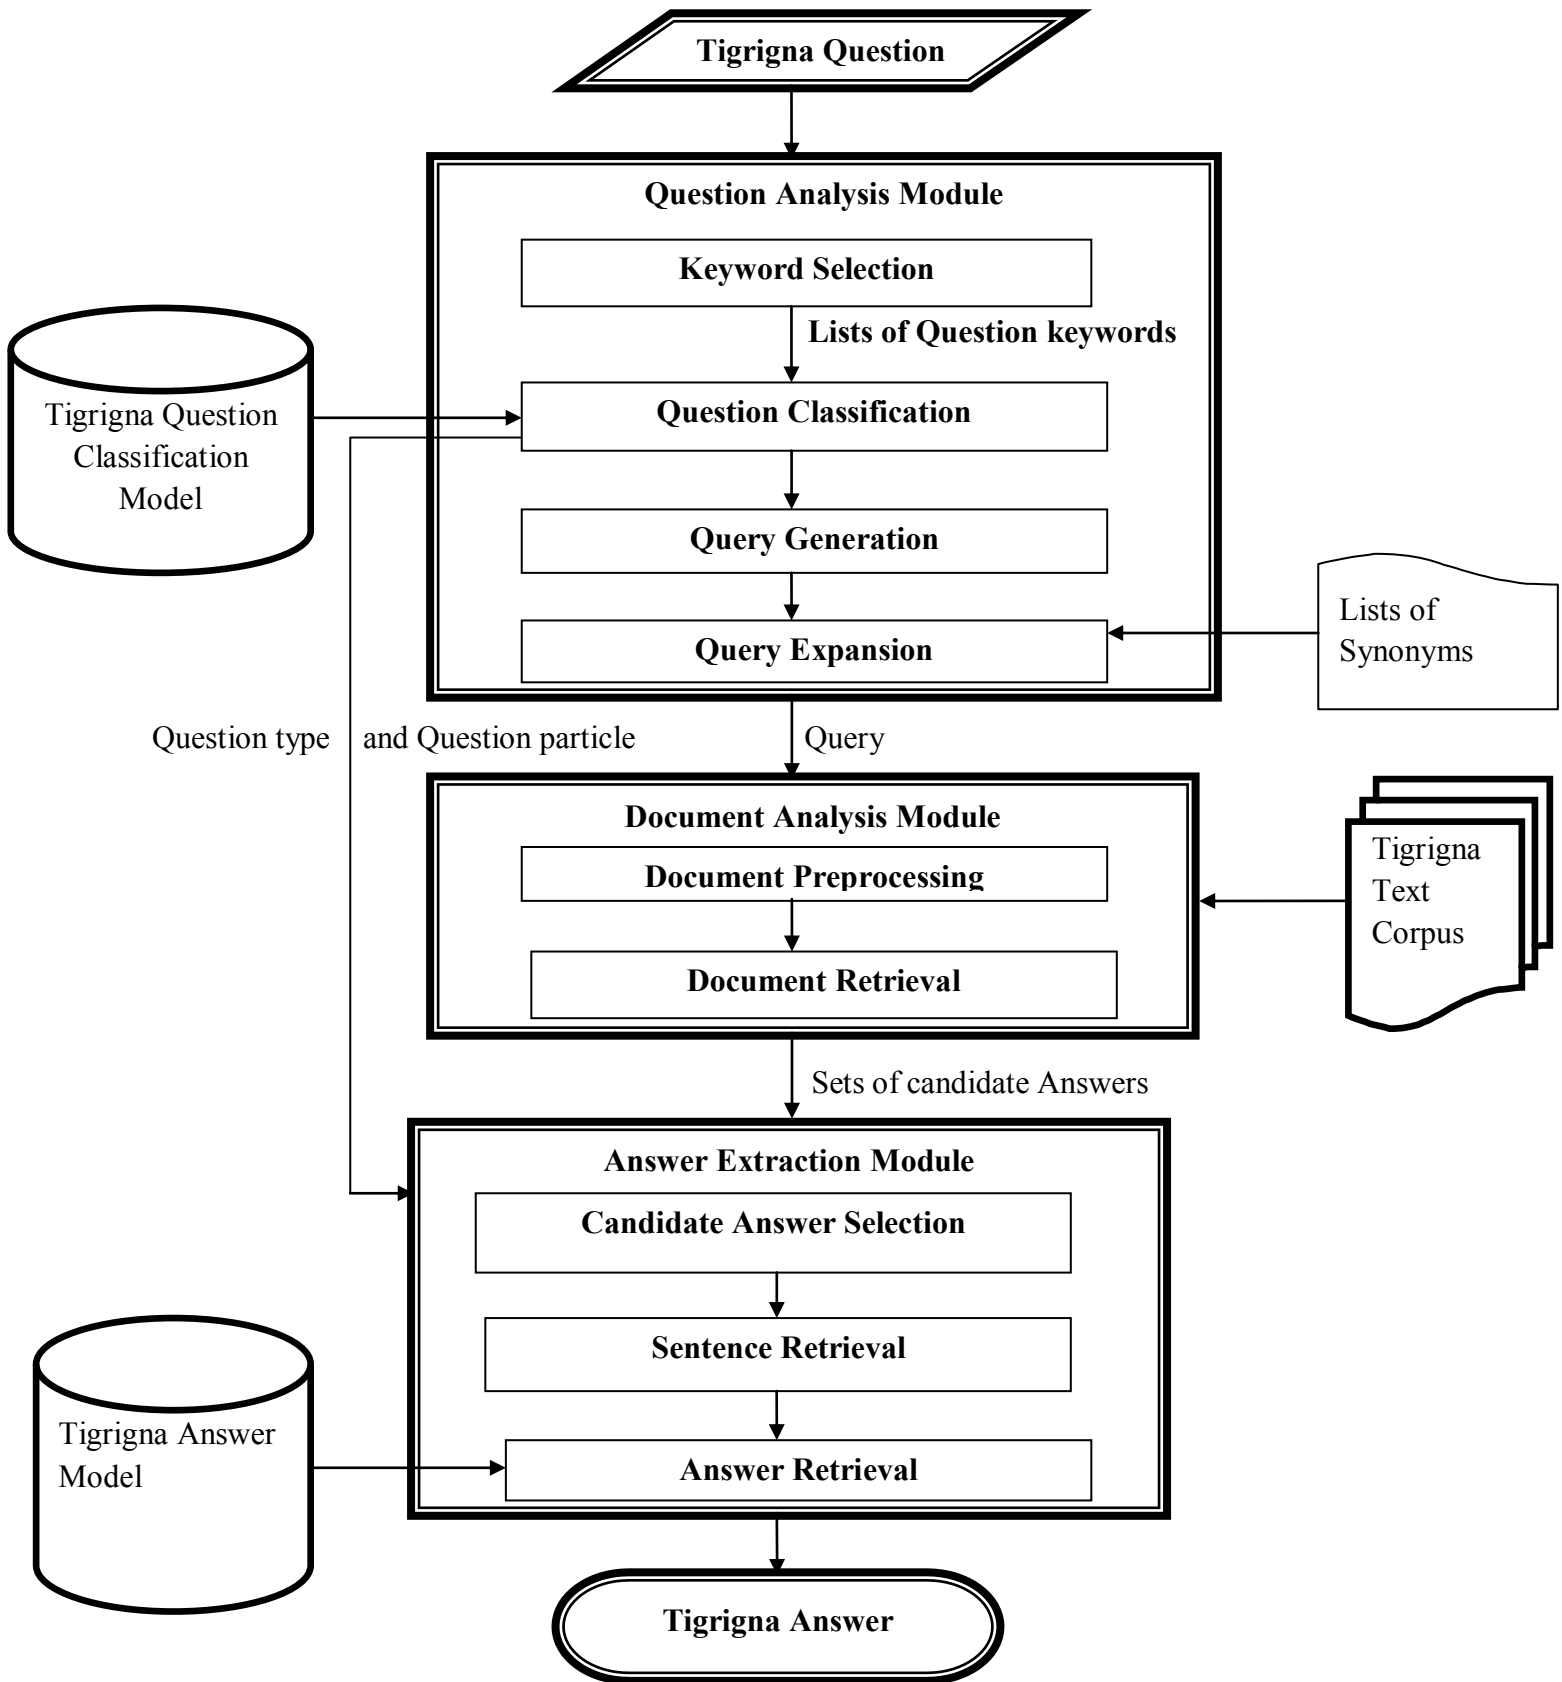 Tigrigna Question
Question Analysis Module
Keyword Selection
Lists of Question keywords
Tigrigna Question
Classification
Model
Question Classification
Query Generation
Lists of
Synonyms
Query Expansion
Question type and Question particle
Query
Document Analysis Module
Document Preprocessing
Tigrigna
Text
Corpus
Document Retrieval
Sets of candidate Answers
Answer Extraction Module
Candidate Answer Selection
Sentence Retrieval
Tigrigna Answer
Model
Answer Retrieval
Tigrigna Answer